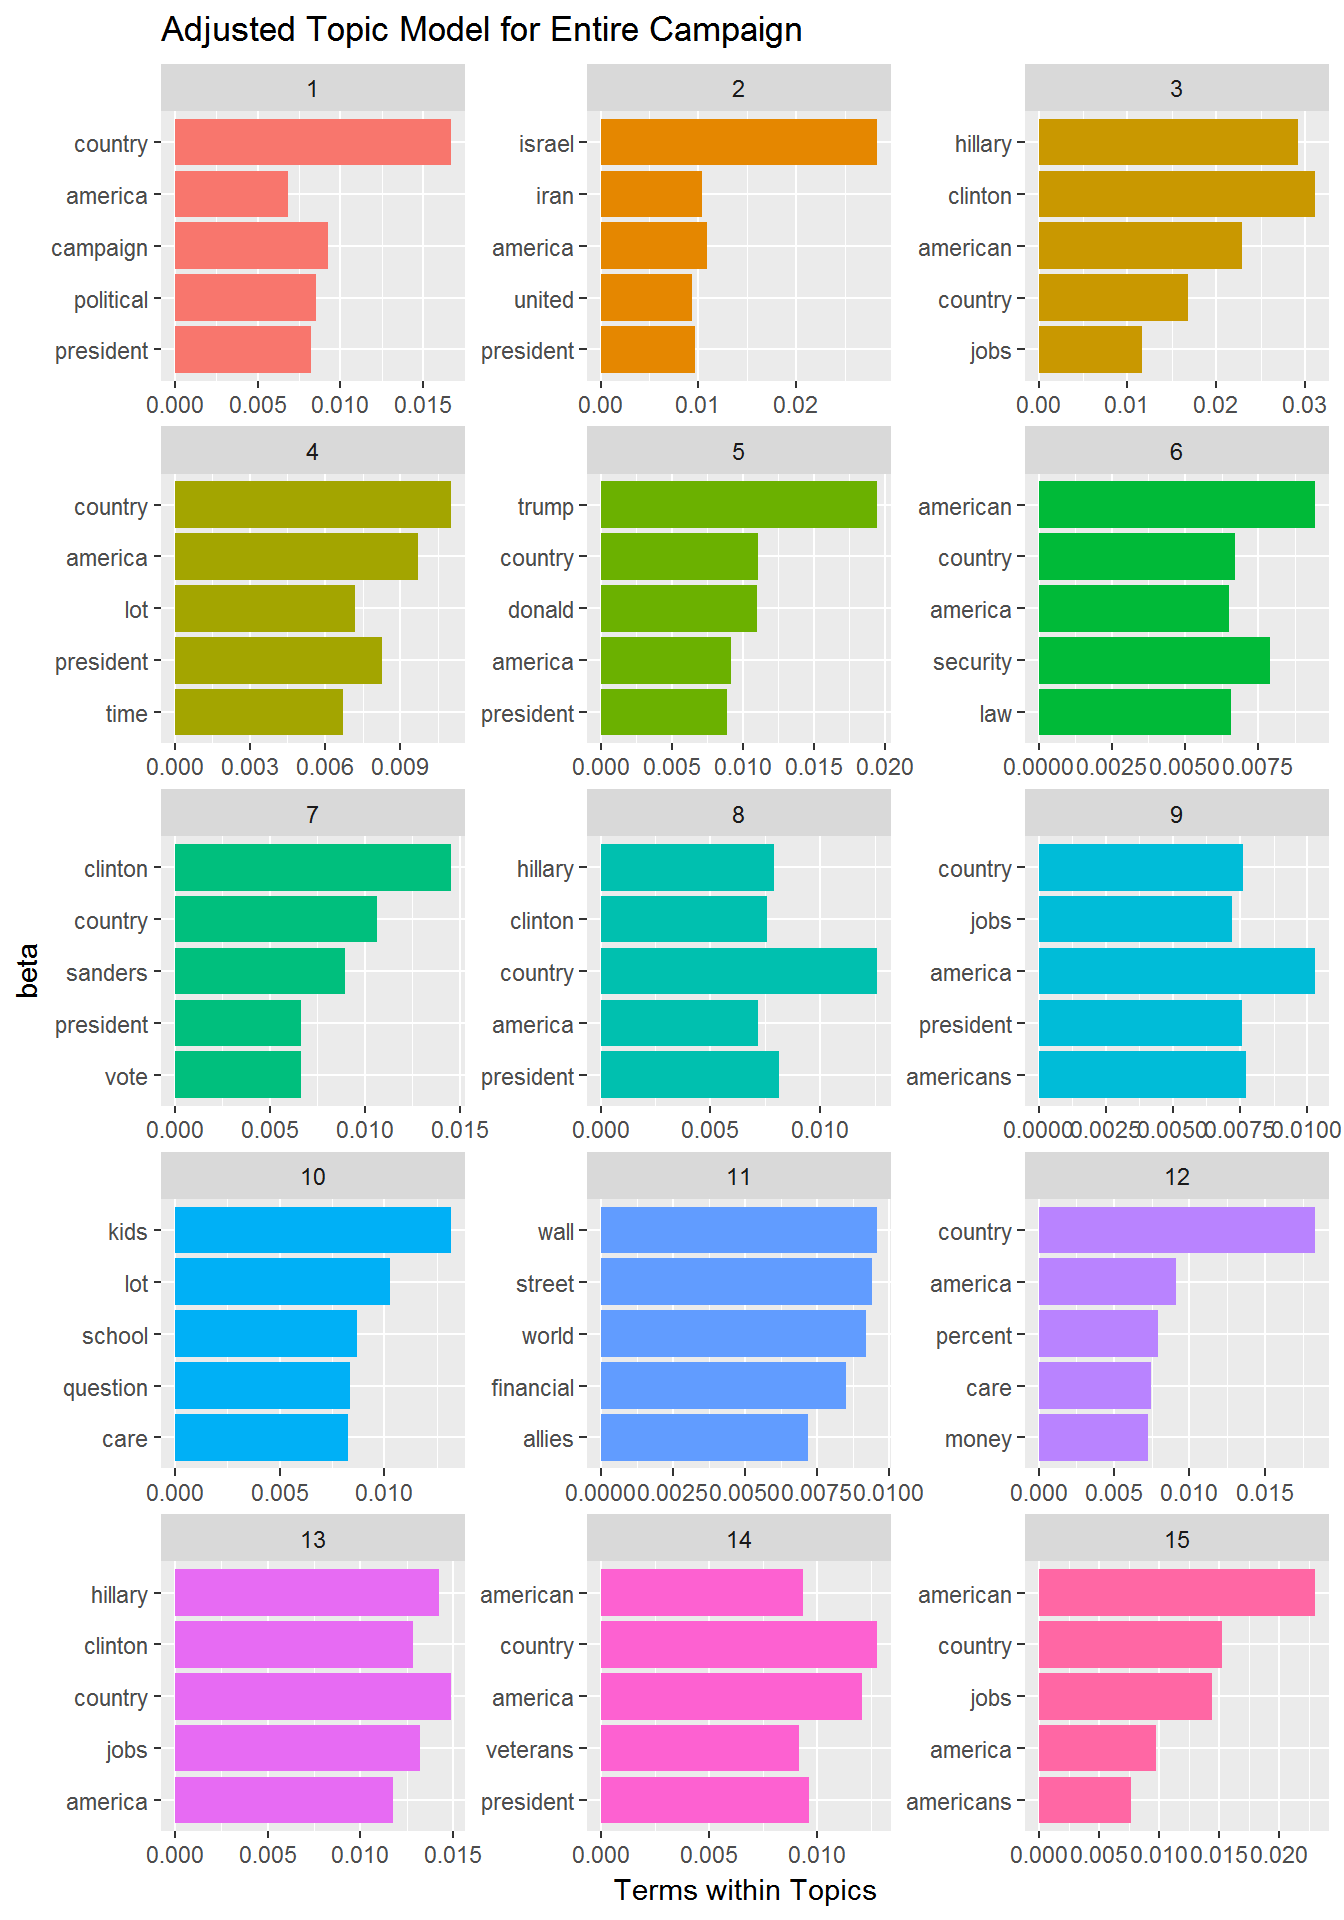 Adjusted Topic Model for Entire Campaign
1
country
america
campaign
political
president
0.000 0.005 0.010 0.015
2
israel
iran
america
united
president
0.00 0.01 0.02
3
hillary
clinton
american
country
jobs
0.00 0.01 0.02 0.03
4
country
america
lot
president
time
0.000 0.003 0.006 0.009
5
trump
country
donald
america
president
0.000 0.005 0.010 0.015 0.020
6
american
country
america
security
law
0.0000 0.0025 0.0050 0.0075
7
clinton
country
sanders
president
vote
0.000 0.005 0.010 0.015
8
hillary
clinton
country
america
president
0.000 0.005 0.010
9
country
jobs
america
president
americans
0.0000 0.0025 0.0050 0.0075 0.0100
10
kids
lot
school
question
care
0.000 0.005 0.010
11
wall
street
world
financial
allies
0.0000 0.0025 0.0050 0.0075 0.0100
12
country
america
percent
care
money
0.000 0.005 0.010 0.015
13
hillary
clinton
country
jobs
america
0.000 0.005 0.010 0.015
14
american
country
america
veterans
president
0.000 0.005 0.010
15
american
country
jobs
america
americans
0.000 0.005 0.010 0.015 0.020
beta
Terms within Topics